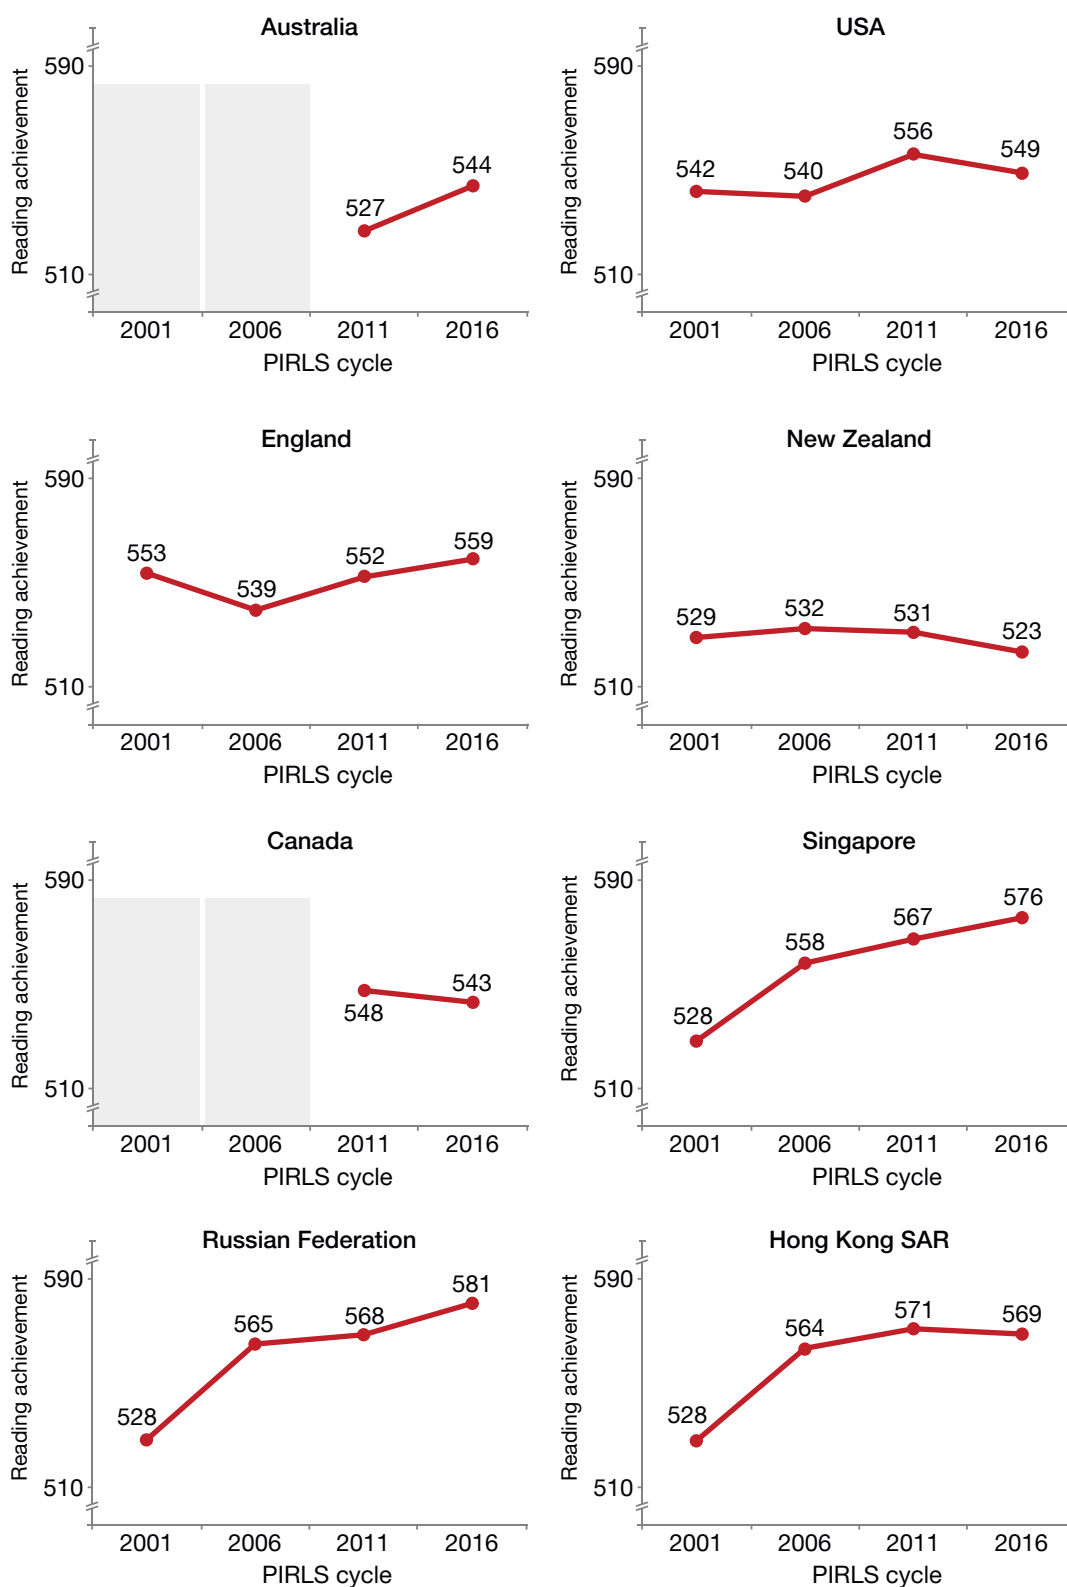 Australia
590
510
Reading achievement
527
544
2001 2006 2011 2016
PIRLS cycle
USA
590
510
Reading achievement
542
540
556
549
2001 2006 2011 2016
PIRLS cycle
England
590
510
Reading achievement
553
539
552
559
2001 2006 2011 2016
PIRLS cycle
New Zealand
590
510
Reading achievement
529
532
531
523
2001 2006 2011 2016
PIRLS cycle
Canada
590
510
Reading achievement
548
543
2001 2006 2011 2016
PIRLS cycle
Singapore
590
510
Reading achievement
528
558
567
576
2001 2006 2011 2016
PIRLS cycle
Russian Federation
590
510
Reading achievement
528
565
568
581
2001 2006 2011 2016
PIRLS cycle
Hong Kong SAR
590
510
Reading achievement
528
564
571
569
2001 2006 2011 2016
PIRLS cycle